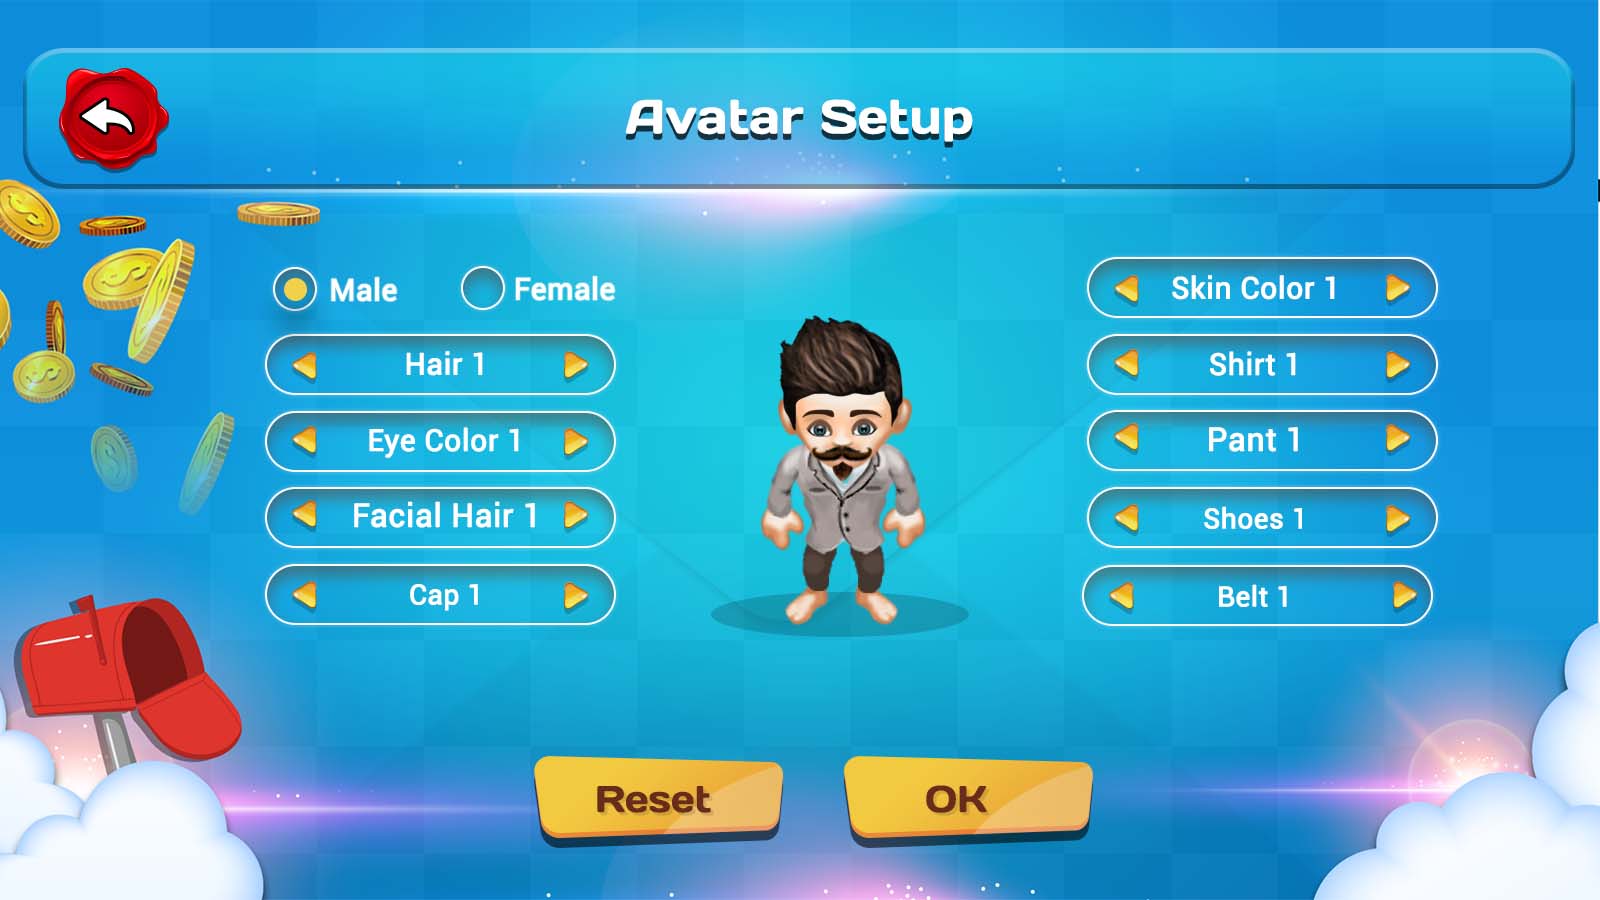 Avatar Setup
Male
Female
Hair 1
Eye Color 1
Facial Hair 1
Cap 1
Skin Color 1
Shirt 1
Pant 1
Shoes 1
Belt 1
Reset
OK